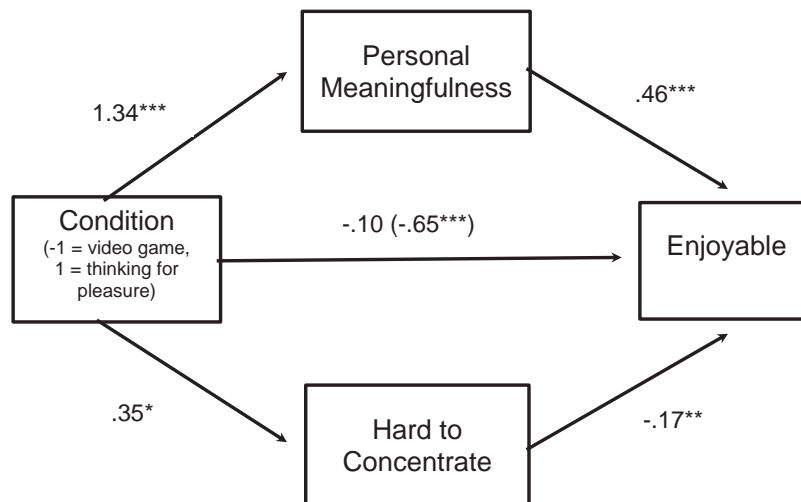 Personal
Meaningfulness
1.34***
.46***
Condition
(-1 = video game,
1 = thinking for
pleasure)
-.10 (-.65***)
Enjoyable
.35*
Hard to
Concentrate
-.17**